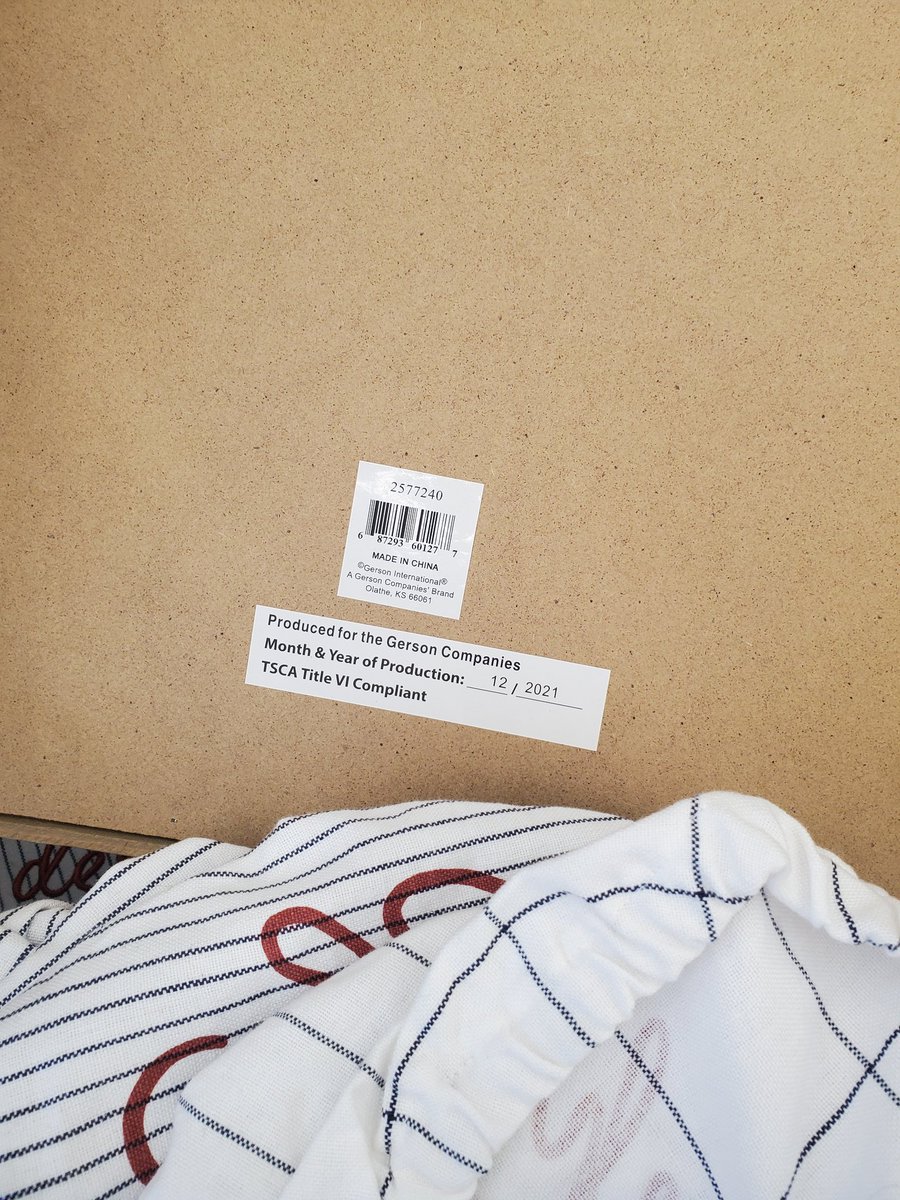 2577240
6 87293 60127 7
MADE IN CHINA
©Gerson International®
A Gerson Companies' Brand
Olathe, KS 66061
Produced for the Gerson Companies
Month & Year of Production: 12 / 2021
TSCA Title VI Compliant